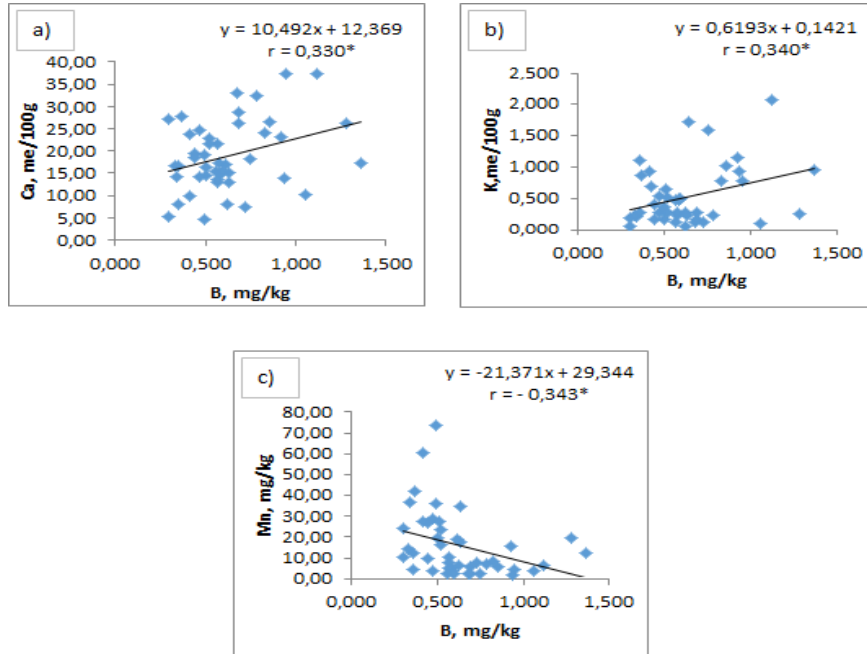 a)
y = 10,492x + 12,369
r = 0,330*
Ca, me/100g
40,00
35,00
30,00
25,00
20,00
15,00
10,00
5,00
0,00
0,000 0,500 1,000 1,500
B, mg/kg
b)
y = 0,6193x + 0,1421
r = 0,340*
K,me/100g
2,500
2,000
1,500
1,000
0,500
0,000
0,000 0,500 1,000 1,500
B, mg/kg
c)
y = -21,371x + 29,344
r = - 0,343*
Mn, mg/kg
80,00
70,00
60,00
50,00
40,00
30,00
20,00
10,00
0,00
0,000 0,500 1,000 1,500
B, mg/kg